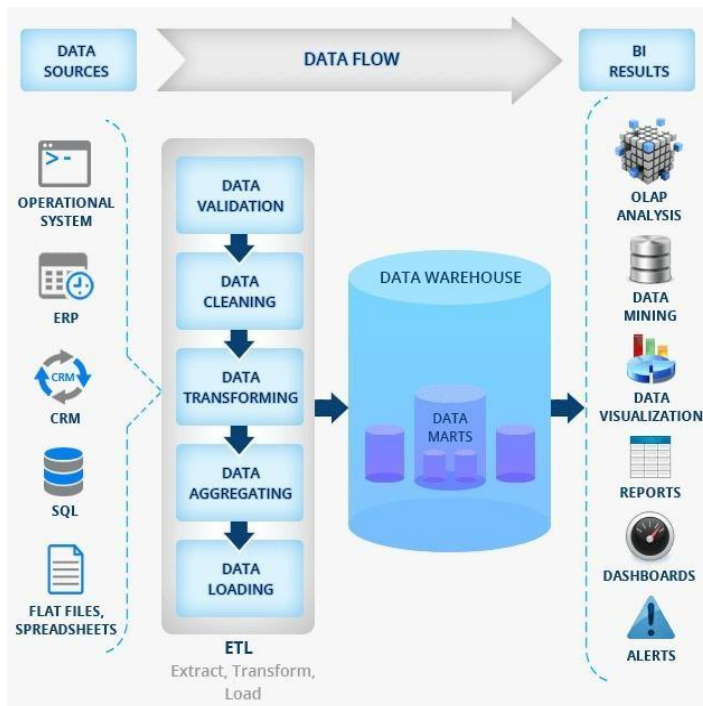 DATA
SOURCES
DATA FLOW
BI
RESULTS
>-
OPERATIONAL
SYSTEM
ERP
CRM
CRM
SQL
FLAT FILES,
SPREADSHEETS
DATA
VALIDATION
DATA
CLEANING
DATA
TRANSFORMING
DATA
AGGREGATING
DATA
LOADING
ETL
Extract, Transform,
Load
DATA WAREHOUSE
DATA
MARTS
OLAP
ANALYSIS
DATA
MINING
DATA
VISUALIZATION
REPORTS
DASHBOARDS
ALERTS